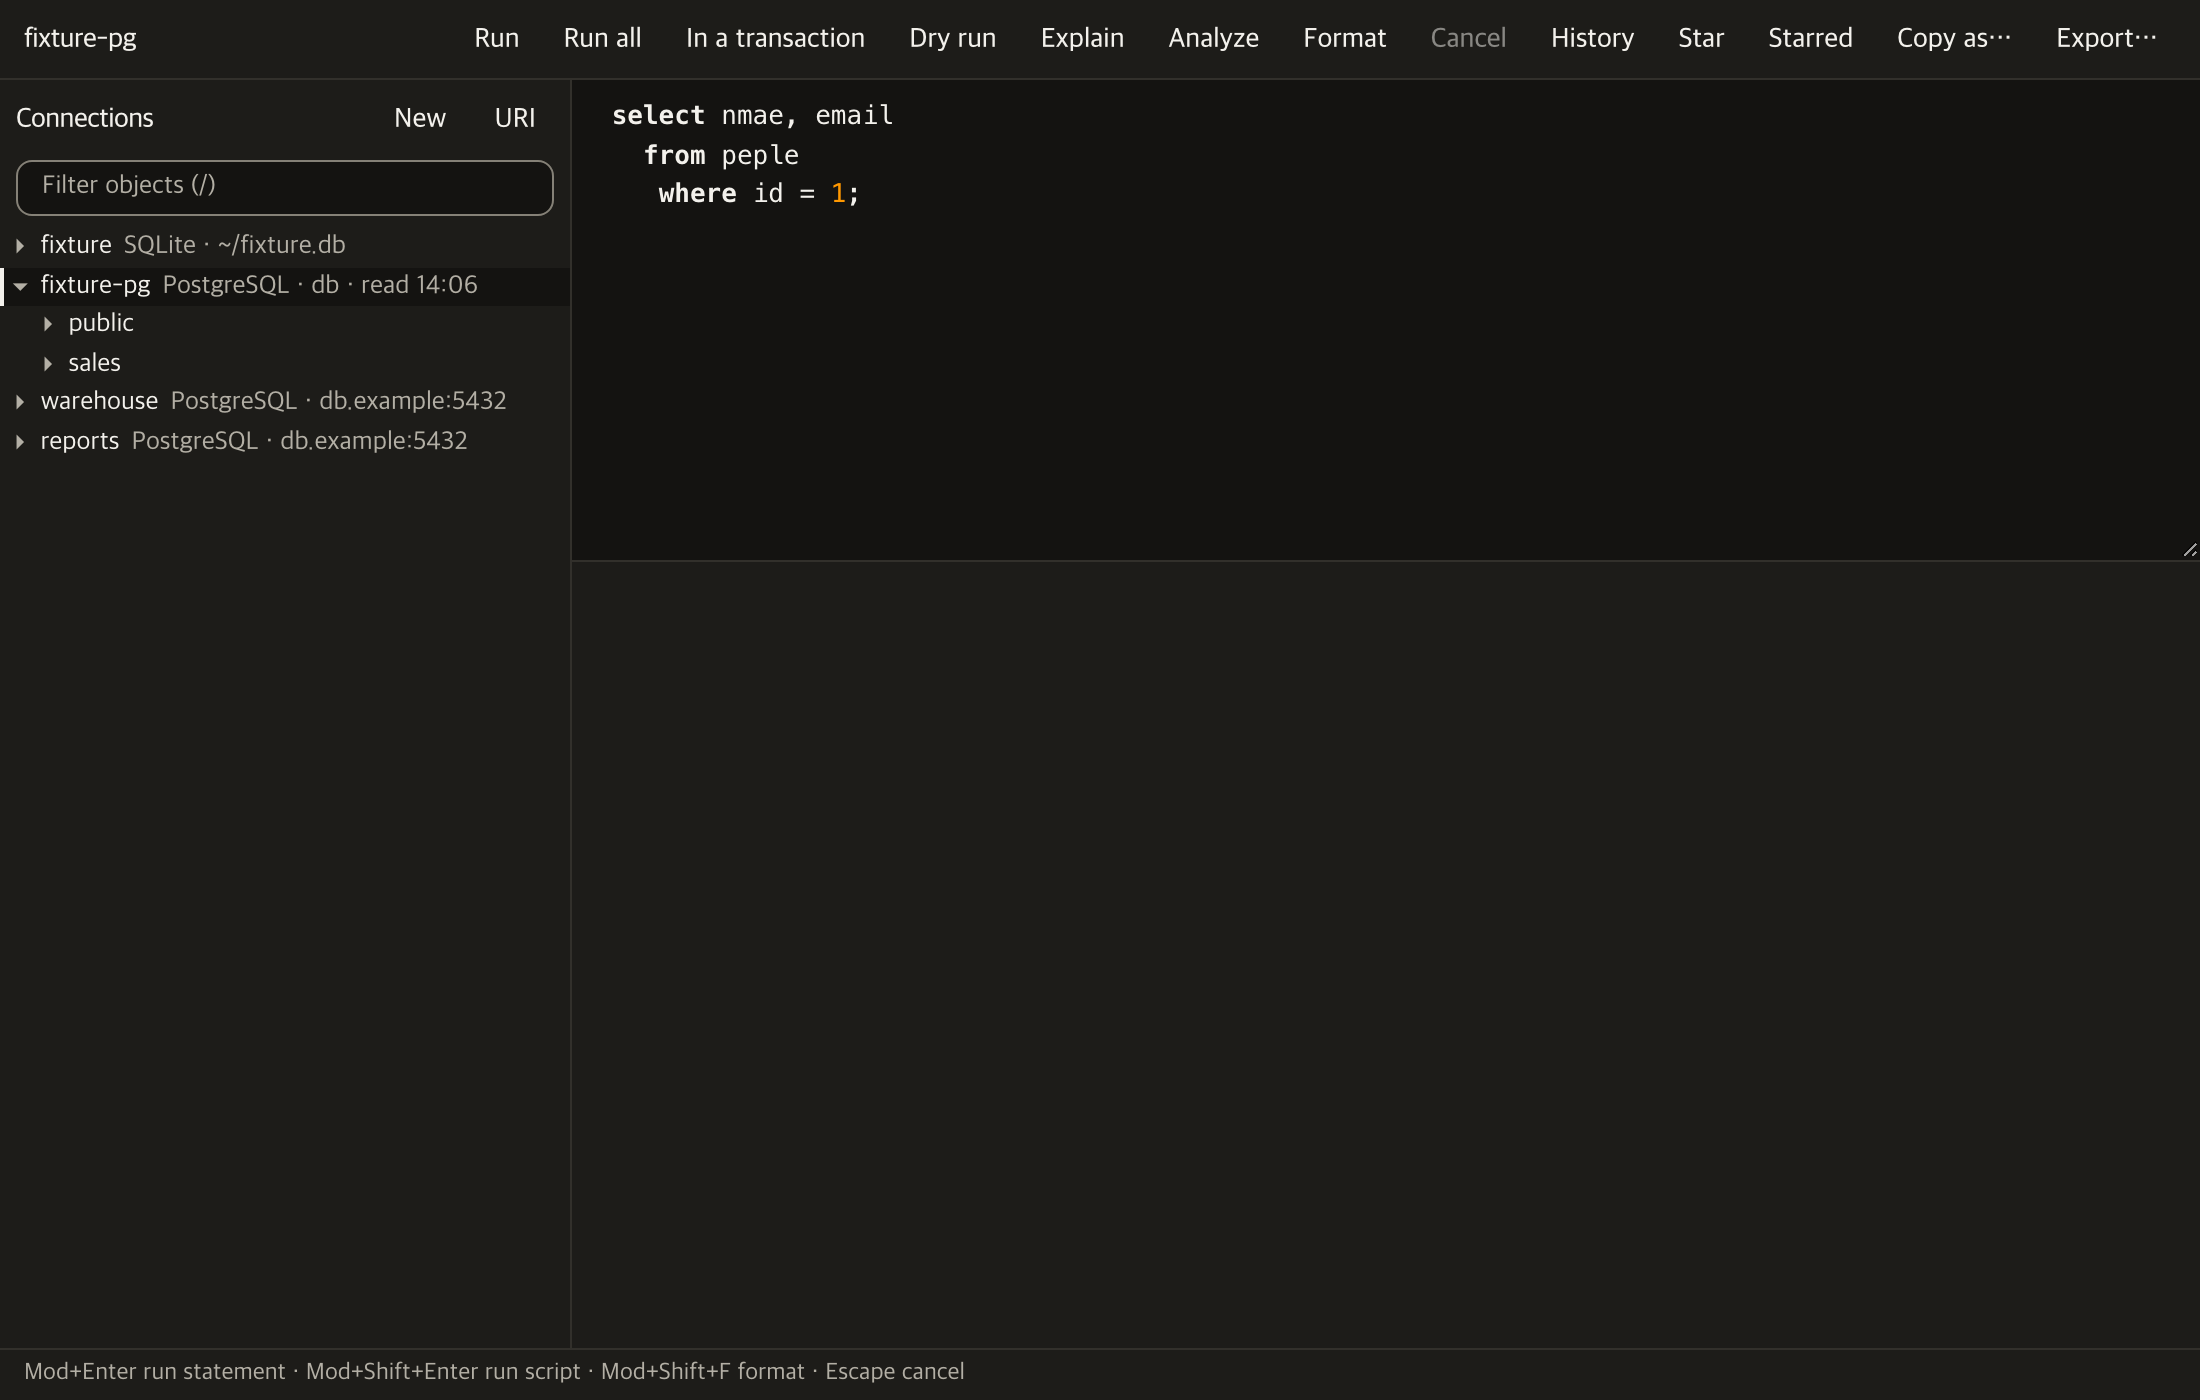 fixture-pg Run Run all In a transaction Dry run Explain Analyze Format Cancel History Star Starred Copy as… Export…
Connections New URI
Filter objects (/)
fixture SQLite · ~/fixture.db
fixture-pg PostgreSQL · db · read 14:06
public
sales
warehouse PostgreSQL · db.example:5432
reports PostgreSQL · db.example:5432
select nmae, email
from peple
where id = 1;
Mod+Enter run statement · Mod+Shift+Enter run script · Mod+Shift+F format · Escape cancel